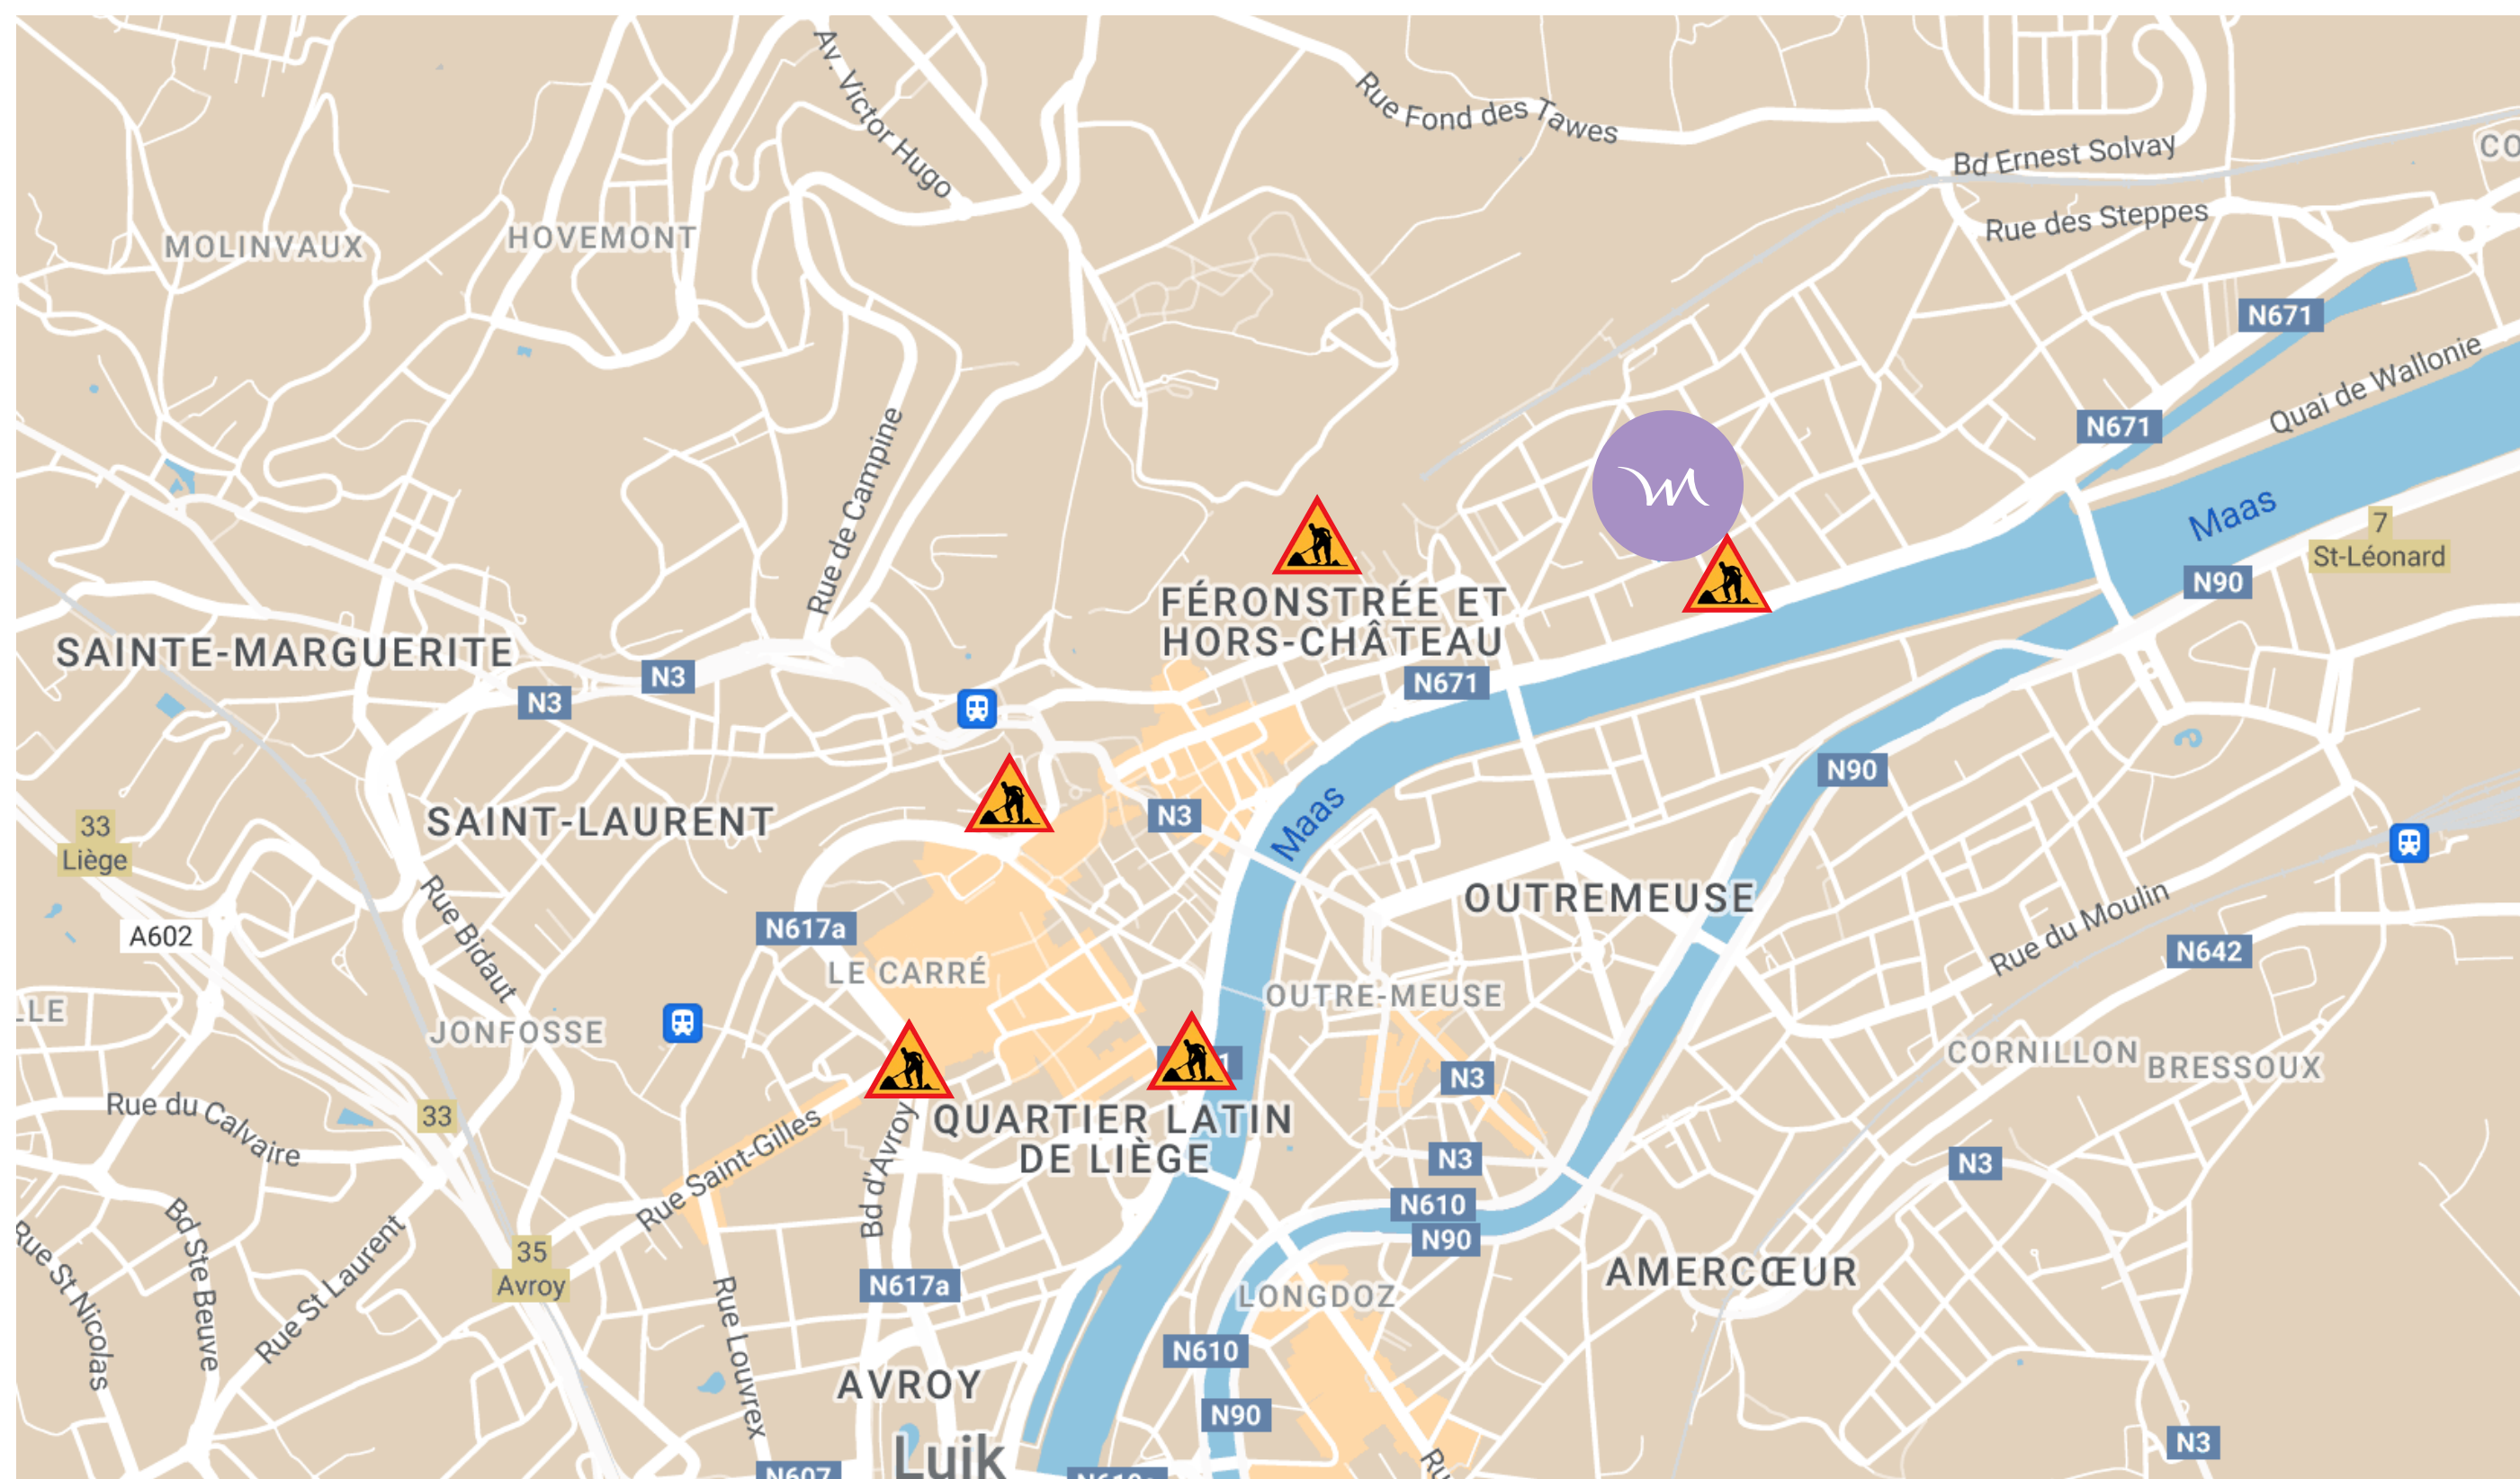 Av. Victor Hugo
Rue Fond des Tawes
Bd Ernest Solvay
CO
Rue des Steppes
MOLINVAUX
HOVEMONT
N671
Quai de Wallonie
N671
Rue de Campine
Maas
7
St-Léonard
N90
FÉRONSTRÉE ET
HORS-CHÂTEAU
SAINTE-MARGUERITE
N3
N3
N671
N90
SAINT-LAURENT
N3
Maas
33
Liège
Rue Bidaut
OUTREMEUSE
A602
N617a
Rue du Moulin
N642
LE CARRÉ
OUTRE-MEUSE
LLE
JONFOSSE
CORNILLON
BRESSOUX
1
N3
Rue du Calvaire
33
Rue Saint-Gilles
Bd d'Avroy
QUARTIER LATIN
DE LIÈGE
N3
N3
N610
N90
Rue St Nicolas
Bd Ste Beuve
Rue St Laurent
35
Avroy
N617a
Rue Louvrex
LONGDOZ
AMERCŒUR
N610
AVROY
N90
Luik
N3
N607
Ru